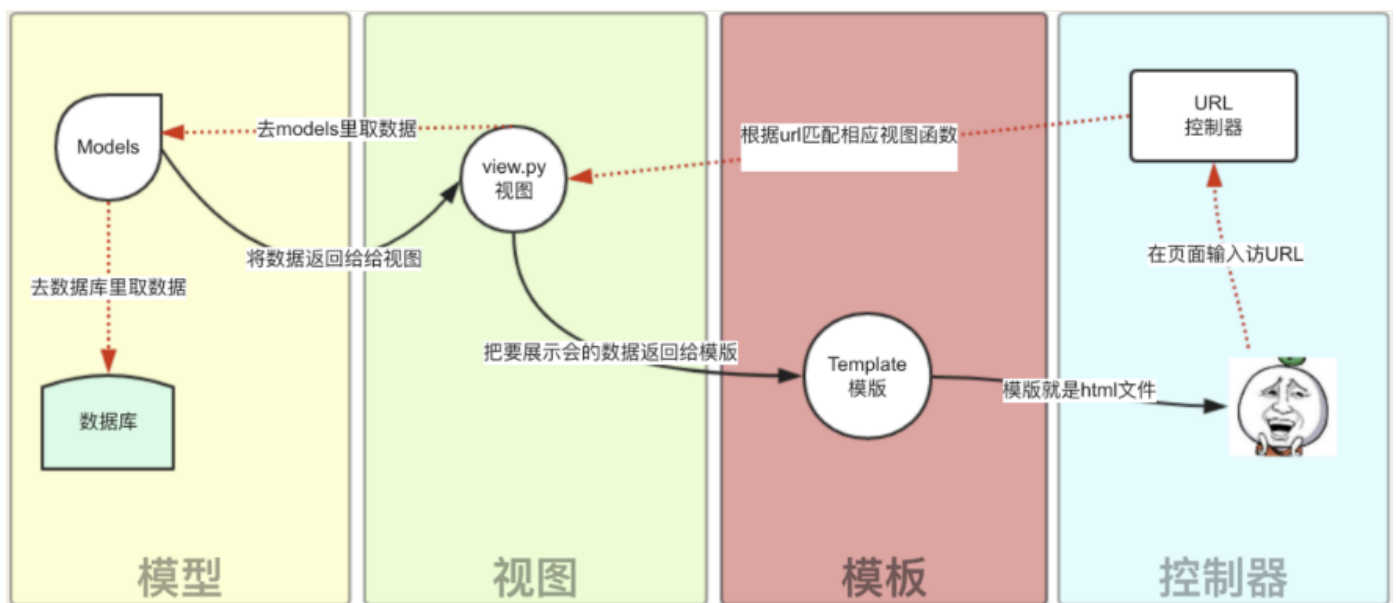 URL
控制器
去models里取数据
根据url匹配相应视图函数
Models
view.py
视图
将数据返回给给视图
在页面输入访URL
去数据库里取数据
把要展示会的数据返回给模版
Template
模版
模版就是html文件
数据库
模型
视图
模板
控制器